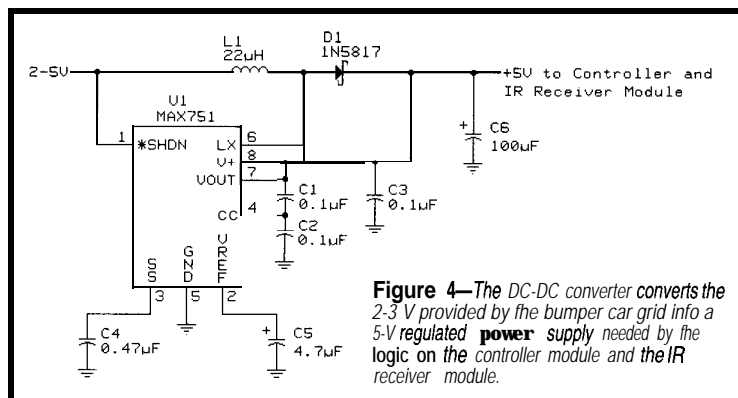 L1
22µH
D1
1N5817
2-5V
+5V to Controller and
IR Receiver Module
U1
MAX751
1
*SHDN
LX
6
V+
8
VOUT
7
CC
4
C1
0.1µF
C2
0.1µF
C3
0.1µF
C6
100µF
+
SS
GND
VREF
3
5
2
C4
0.47µF
+
C5
4.7µF
Figure 4—The DC-DC converter converts the
2-3 V provided by fhe bumper car grid info a
5-V regulated power supply needed by fhe
logic on the controller module and the IR
receiver module.